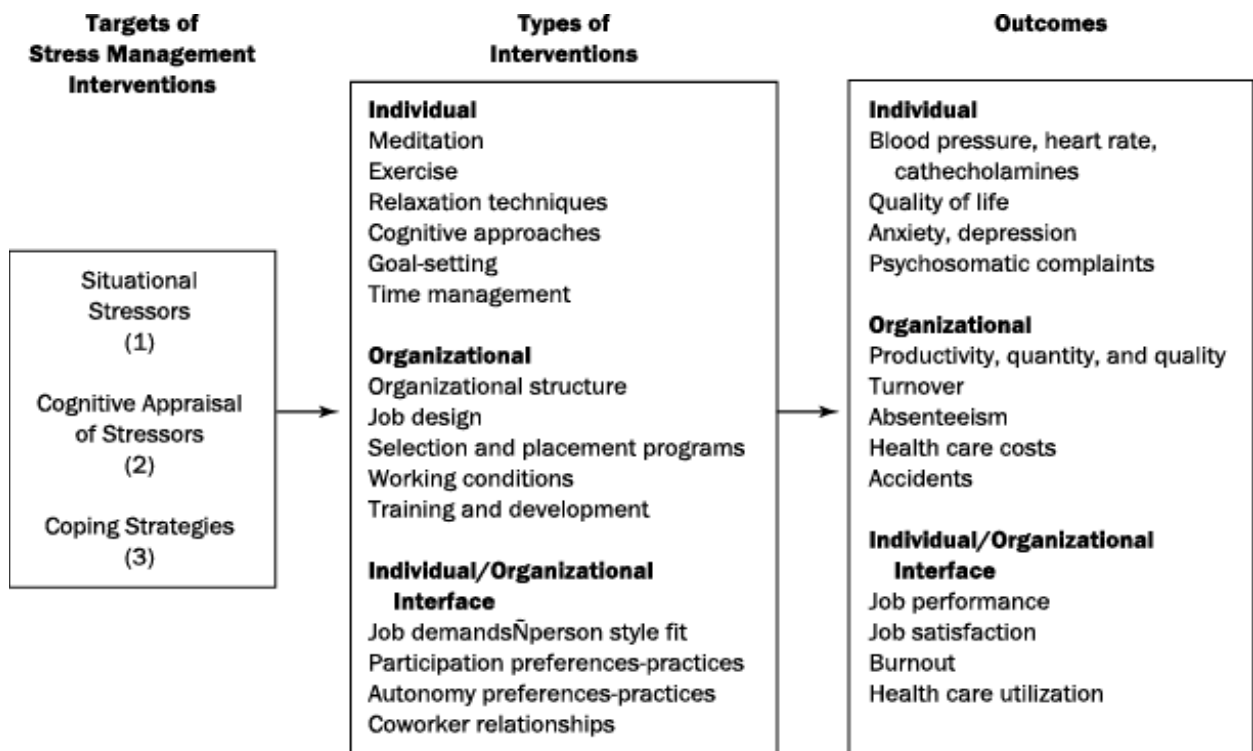 Targets of
Stress Management
Interventions
Situational
Stressors
(1)
Cognitive Appraisal
of Stressors
(2)
Coping Strategies
(3)
Types of
Interventions
Individual
Meditation
Exercise
Relaxation techniques
Cognitive approaches
Goal-setting
Time management
Organizational
Organizational structure
Job design
Selection and placement programs
Working conditions
Training and development
Individual/Organizational
Interface
Job demandsÑperson style fit
Participation preferences-practices
Autonomy preferences-practices
Coworker relationships
Outcomes
Individual
Blood pressure, heart rate,
cathecholamines
Quality of life
Anxiety, depression
Psychosomatic complaints
Organizational
Productivity, quantity, and quality
Turnover
Absenteeism
Health care costs
Accidents
Individual/Organizational
Interface
Job performance
Job satisfaction
Burnout
Health care utilization